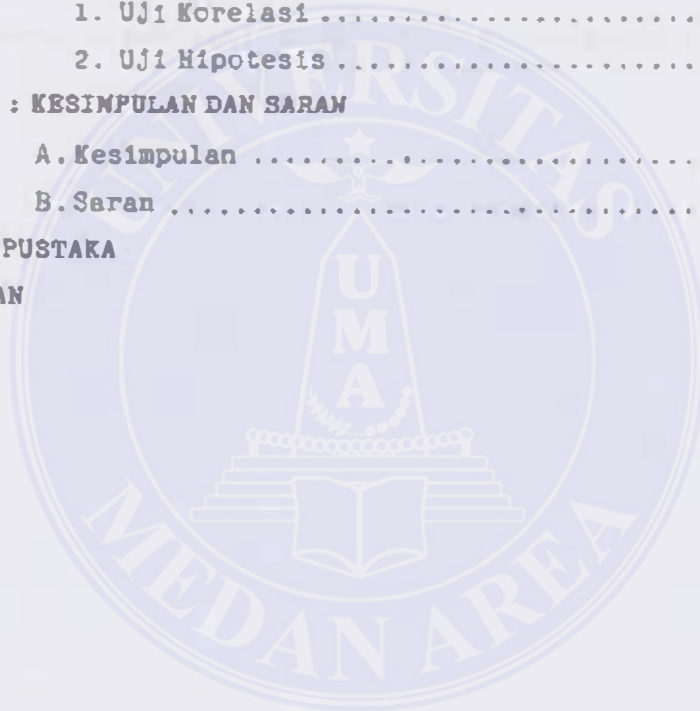 1. Uji Korelasi ..............................
2. Uji Hipotesis ............................
: KESIMPULAN DAN SARAN
A. Kesimpulan ..............................
B. Saran ....................................
PUSTAKA
AN
UNIVERSITAS
UMA
MEDAN AREA